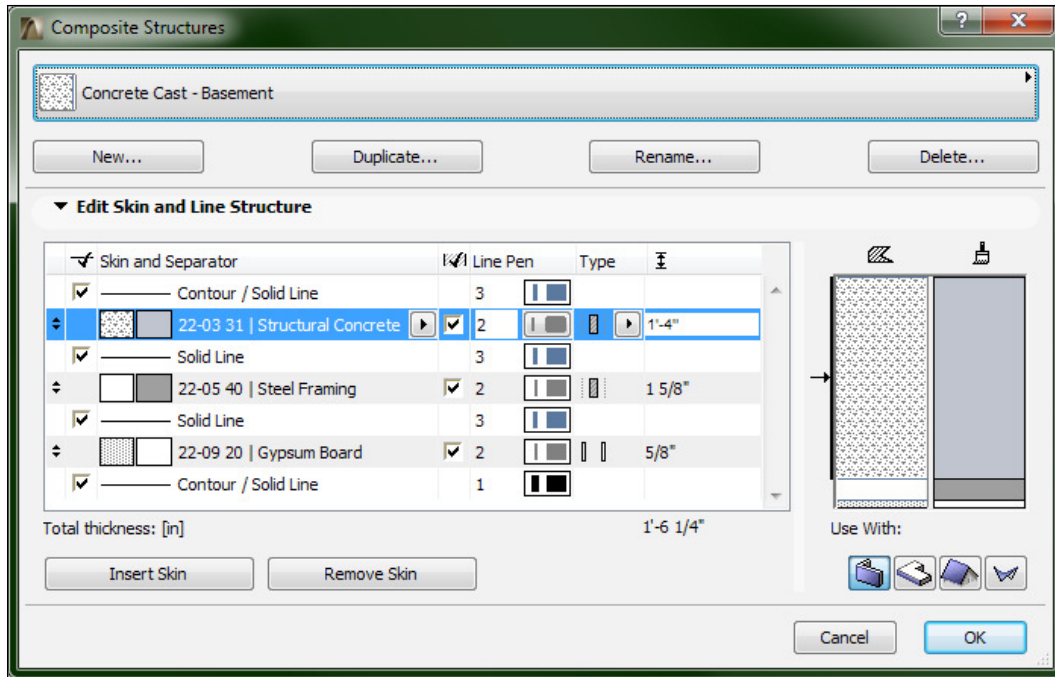 Composite Structures
?
X
Concrete Cast - Basement
New... Duplicate... Rename... Delete...
Edit Skin and Line Structure
Skin and Separator Line Pen Type
Contour / Solid Line 3
22-03 31 | Structural Concrete 2 1'-4"
Solid Line 3
22-05 40 | Steel Framing 2 1 5/8"
Solid Line 3
22-09 20 | Gypsum Board 2 5/8"
Contour / Solid Line 1
Total thickness: [in] 1'-6 1/4" Use With:
Insert Skin Remove Skin
Cancel OK